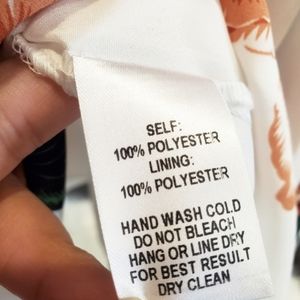 SELF:
100% POLYESTER
LINING:
100% POLYESTER
HAND WASH COLD
DO NOT BLEACH
HANG OR LINE DRY
FOR BEST RESULT
DRY CLEAN